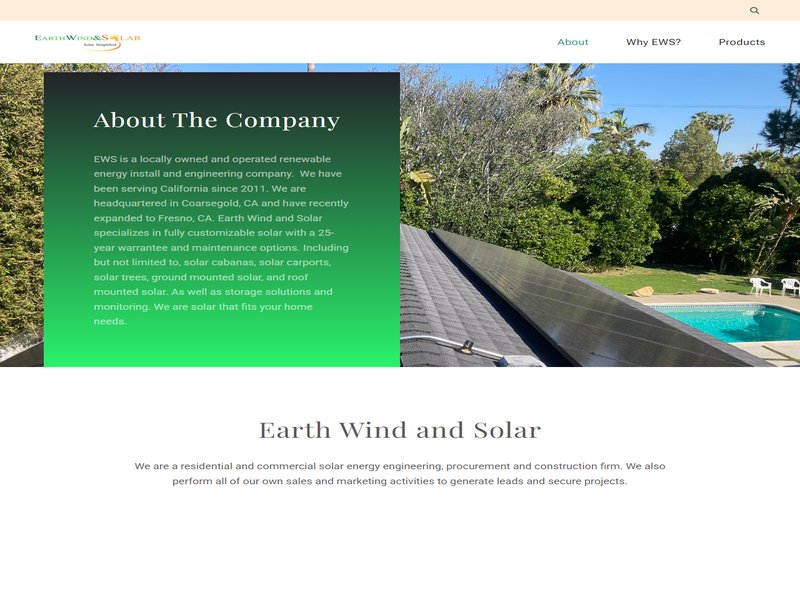 EARTHWIND&SOLAR
Solar Simplified.
About
Why EWS?
Products
About The Company
EWS is a locally owned and operated renewable
energy install and engineering company. We have
been serving California since 2011. We are
headquartered in Coarsegold, CA and have recently
expanded to Fresno, CA. Earth Wind and Solar
specializes in fully customizable solar with a 25-
year warrantee and maintenance options. Including
but not limited to, solar cabanas, solar carports,
solar trees, ground mounted solar, and roof
mounted solar. As well as storage solutions and
monitoring. We are solar that fits your home
needs.
Earth Wind and Solar
We are a residential and commercial solar energy engineering, procurement and construction firm. We also
perform all of our own sales and marketing activities to generate leads and secure projects.